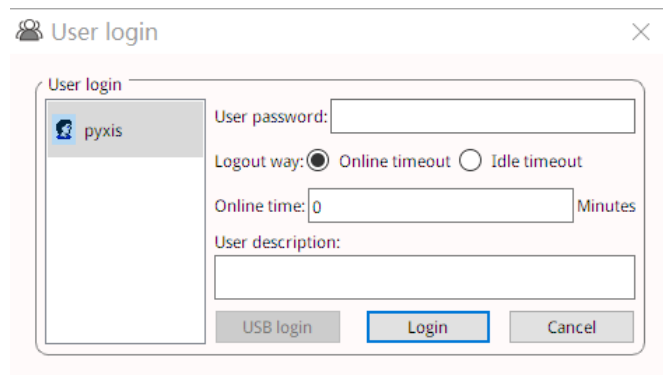 User login
User login
pyxis
User password:
Logout way: Online timeout Idle timeout
Online time: 0 Minutes
User description:
USB login Login Cancel